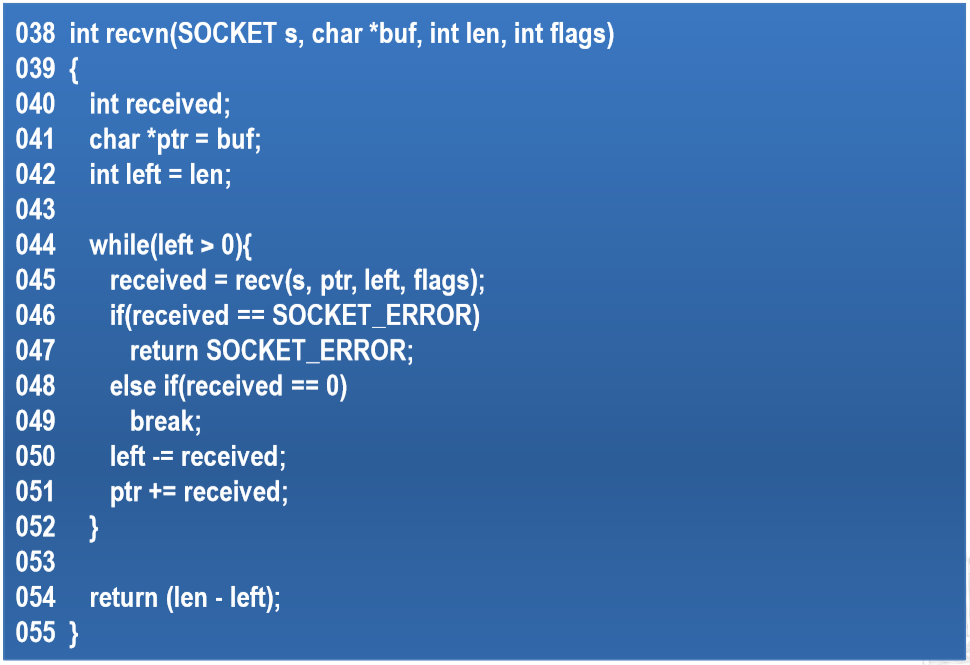 038 int recvn(SOCKET s, char *buf, int len, int flags)
039 {
040 int received;
041 char *ptr = buf;
042 int left = len;
043
044 while(left > 0){
045 received = recv(s, ptr, left, flags);
046 if(received == SOCKET_ERROR)
047 return SOCKET_ERROR;
048 else if(received == 0)
049 break;
050 left -= received;
051 ptr += received;
052 }
053
054 return (len - left);
055 }